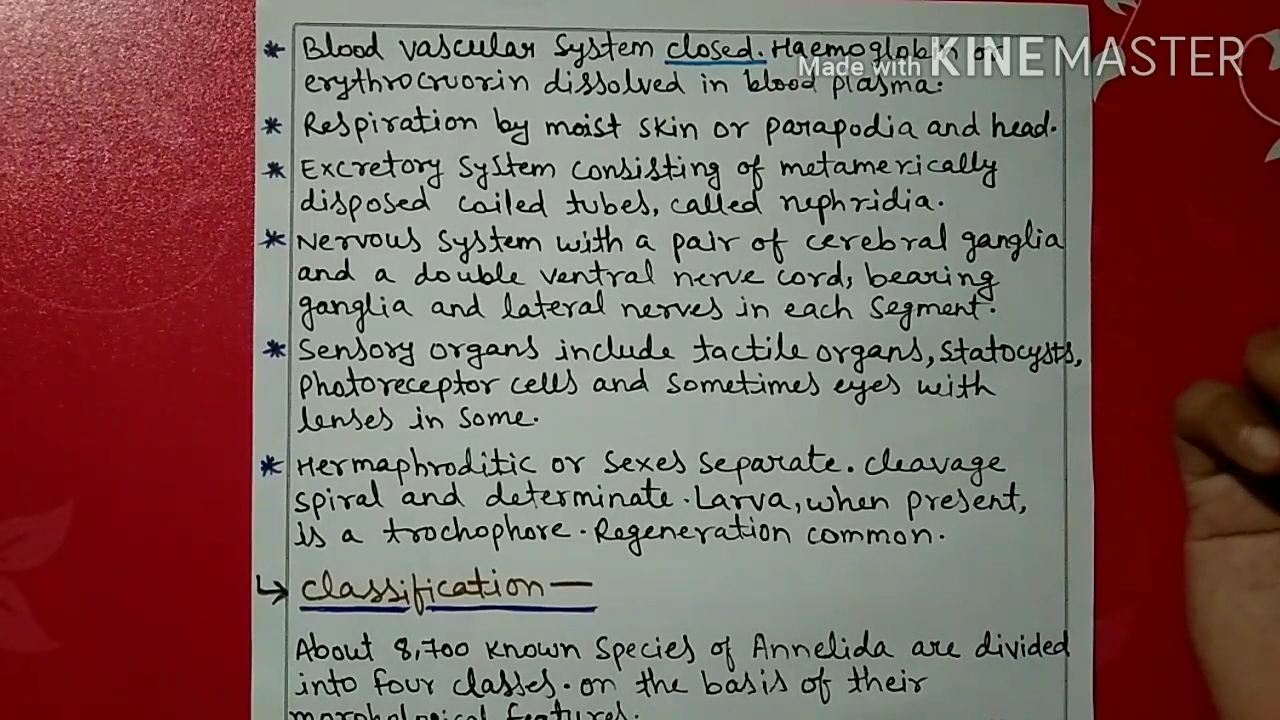 * Blood vascular System closed. Haemoglobin or
Made with KINEMASTER
erythrocruorin dissolved in blood plasma.
* Respiration by moist skin or parapodia and head.
* Excretory System consisting of metamerically
disposed coiled tubes, called nephridia.
* Nervous System with a pair of cerebral ganglia
and a double ventral nerve cord, bearing
ganglia and lateral nerves in each Segment.
* Sensory organs include tactile organs, Statocysts,
Photoreceptor cells and sometimes eyes with
lenses in some.
* Hermaphroditic or Sexes Separate. Cleavage
spiral and determinate. Larva, when present,
is a trochophore. Regeneration common.
↳ Classification —
About 8,700 known Species of Annelida are divided
into four classes. on the basis of their
morphological features.